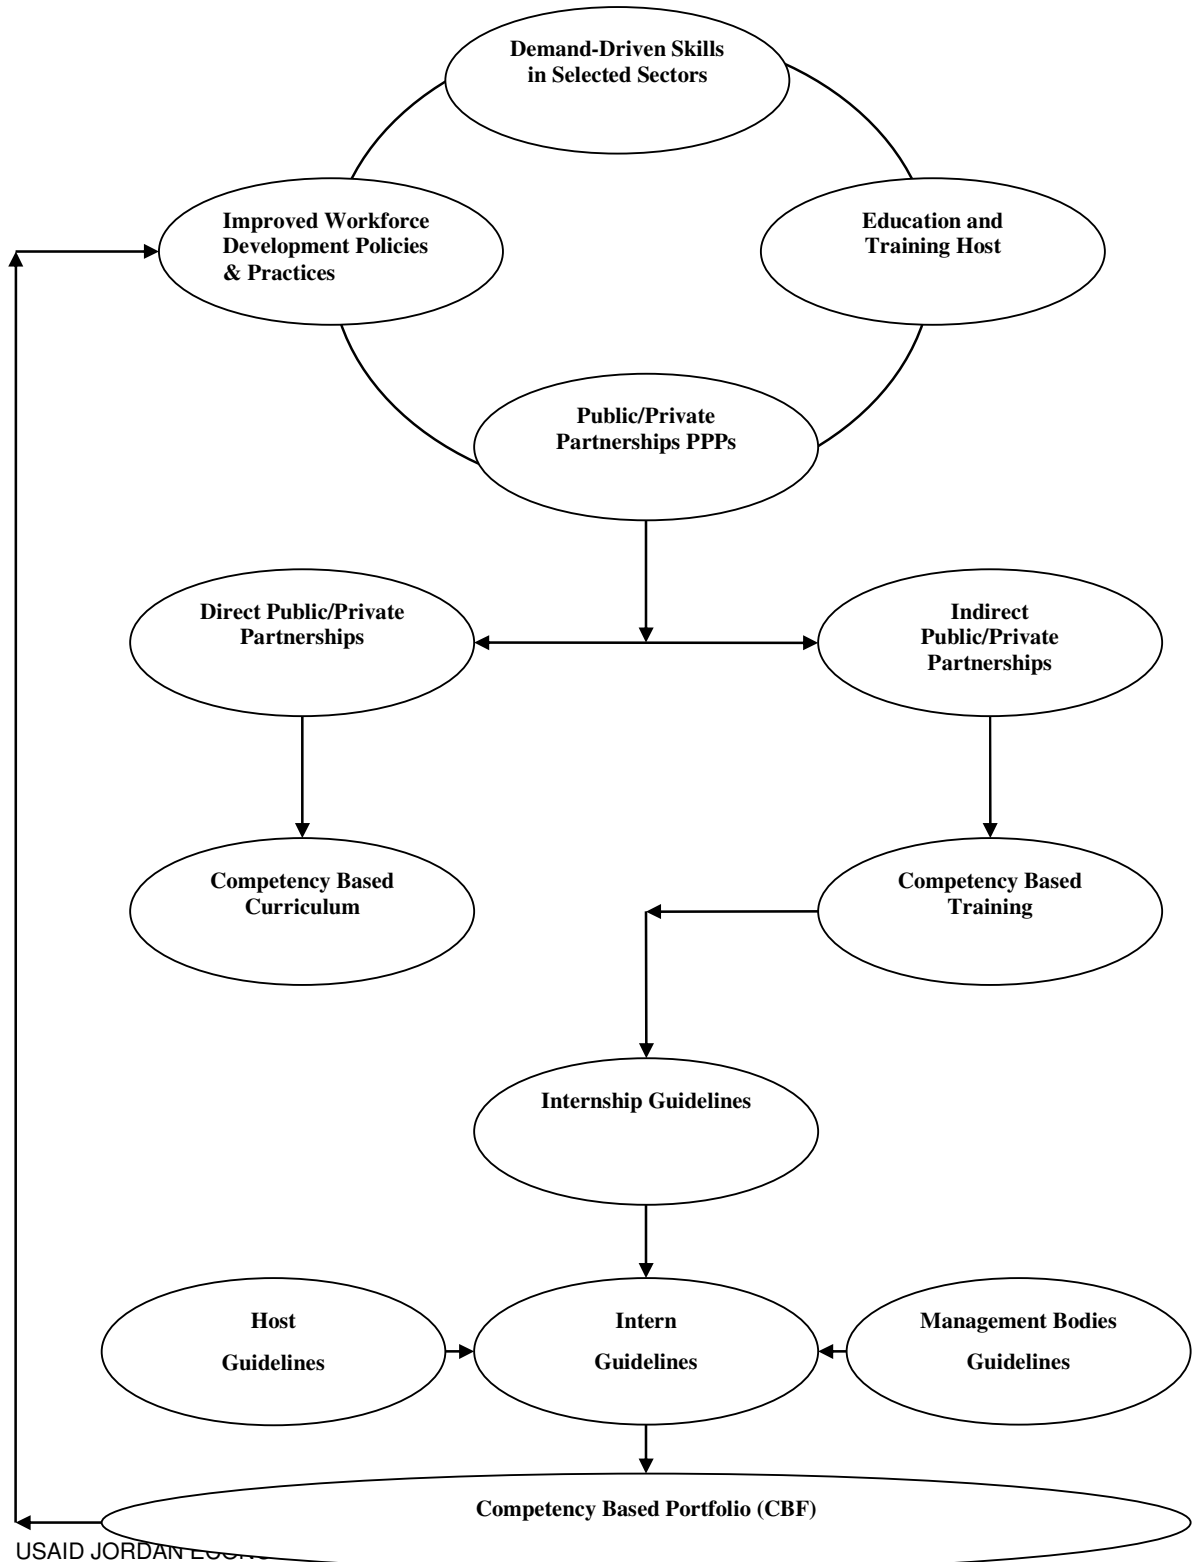 Demand-Driven Skills
in Selected Sectors
Improved Workforce
Development Policies
& Practices
Education and
Training Host
Public/Private
Partnerships PPPs
Direct Public/Private
Partnerships
Indirect
Public/Private
Partnerships
Competency Based
Curriculum
Competency Based
Training
Internship Guidelines
Host
Guidelines
Intern
Guidelines
Management Bodies
Guidelines
Competency Based Portfolio (CBF)
USAID JORDAN